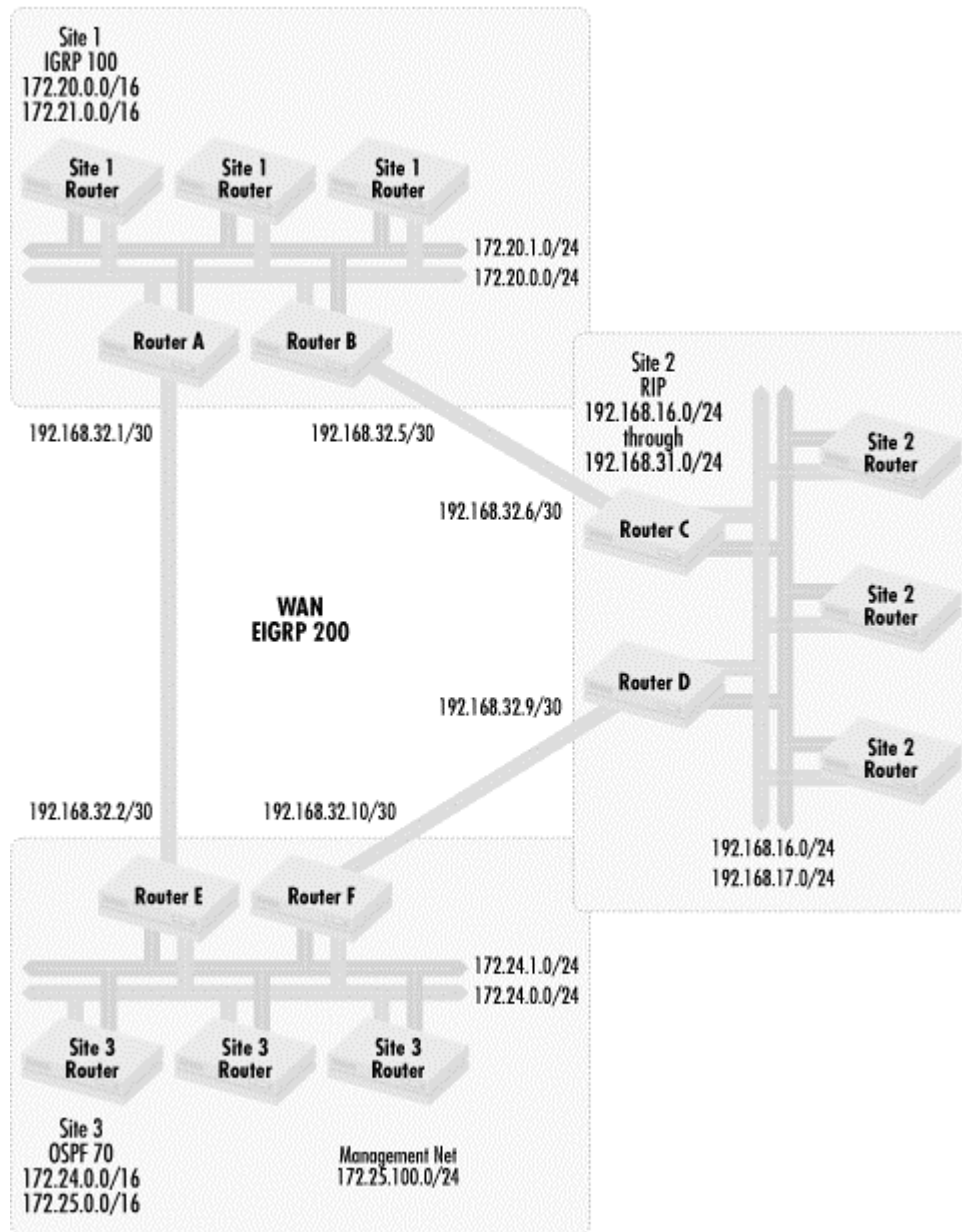 Site 1
IGRP 100
172.20.0.0/16
172.21.0.0/16
Site 1
Router
Site 1
Router
Site 1
Router
172.20.1.0/24
172.20.0.0/24
Router A
Router B
192.168.32.1/30
192.168.32.5/30
Site 2
RIP
192.168.16.0/24
through
192.168.31.0/24
Site 2
Router
192.168.32.6/30
Router C
WAN
EIGRP 200
Site 2
Router
192.168.32.9/30
Router D
Site 2
Router
192.168.32.2/30
192.168.32.10/30
192.168.16.0/24
192.168.17.0/24
Router E
Router F
172.24.1.0/24
172.24.0.0/24
Site 3
Router
Site 3
Router
Site 3
Router
Site 3
OSPF 70
172.24.0.0/16
172.25.0.0/16
Management Net
172.25.100.0/24